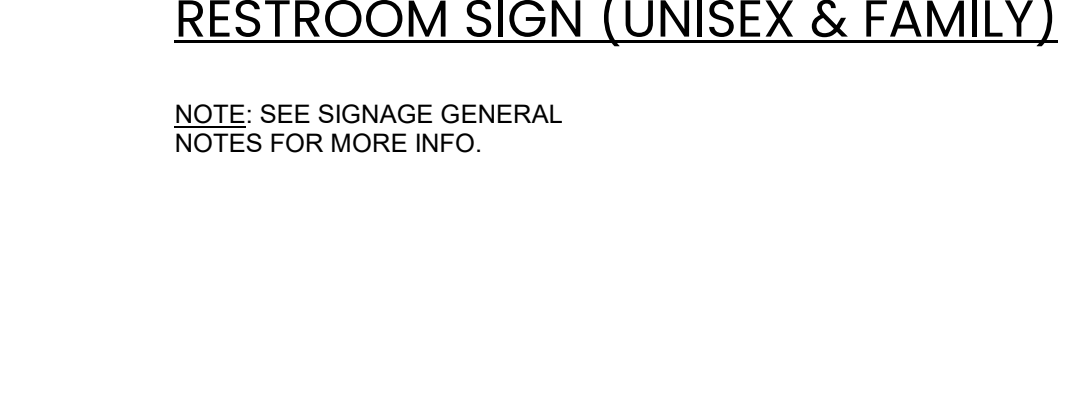 RESTROOM SIGN (UNISEX & FAMILY)
NOTE: SEE SIGNAGE GENERAL
NOTES FOR MORE INFO.